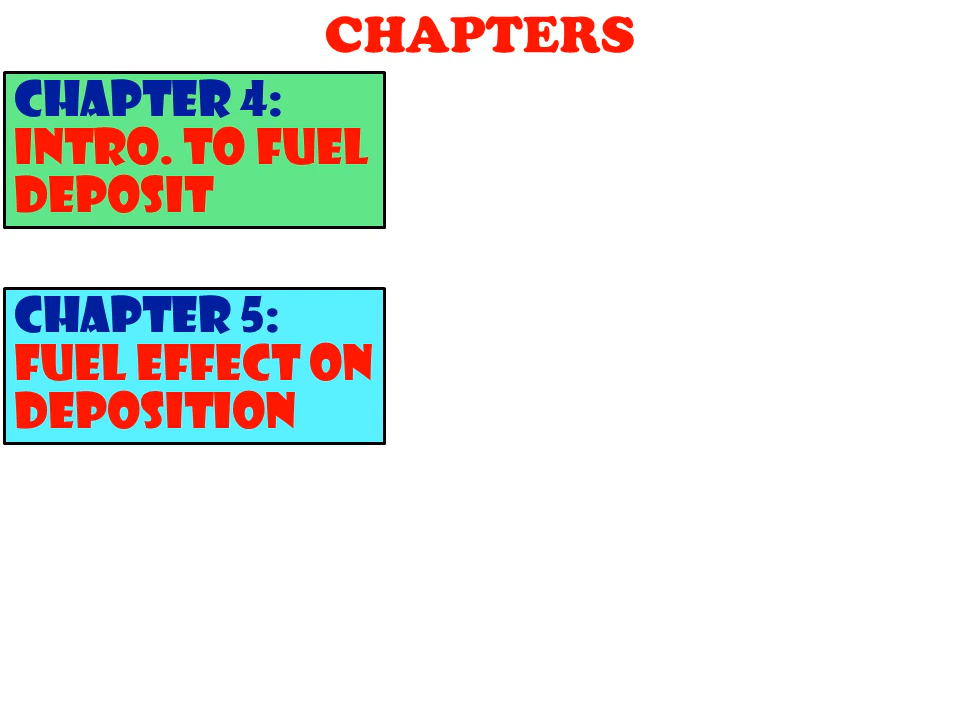 CHAPTERS
CHAPTER 4:
INTRO. TO FUEL
DEPOSIT
CHAPTER 5:
FUEL EFFECT ON
DEPOSITION